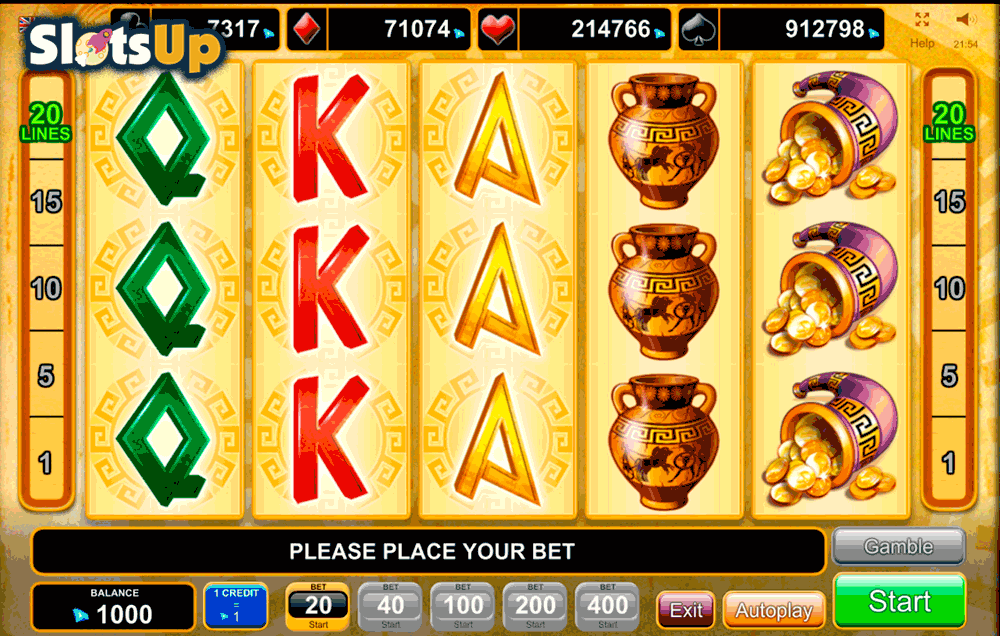 SlotsUp
7317
71074
214766
912798
Help 21:54
20
LINES
15
10
5
1
Q K A
Q K A
Q K A
20
LINES
15
10
5
1
PLEASE PLACE YOUR BET
Gamble
BALANCE
1000
1 CREDIT
=
1
BET
20
Start
BET
40
Start
BET
100
Start
BET
200
Start
BET
400
Start
Exit
Autoplay
Start